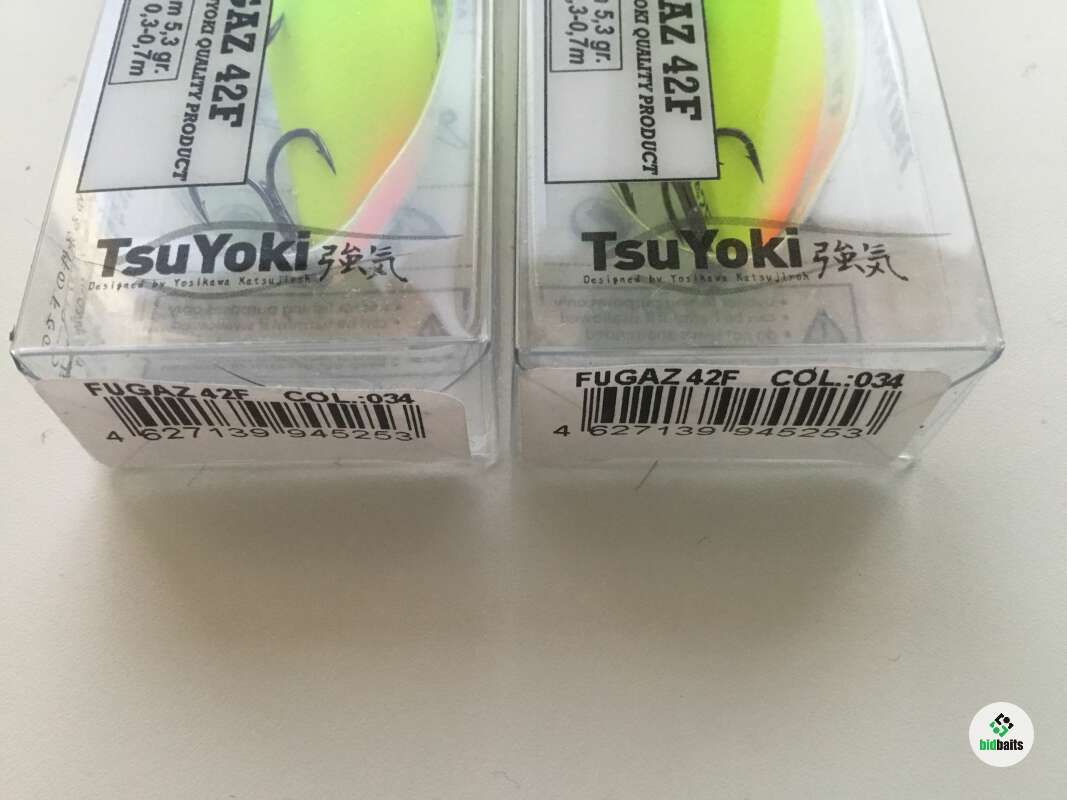 m 5,3 gr.
0,3-0,7m
GAZ 42F
YOKI QUALITY PRODUCT
TsuYoki 強気
Designed by Yosikawa Katsujiroh
FUGAZ 42F COL.:034
4 627139 945253
5,3 gr.
,3-0,7m
AZ 42F
OKI QUALITY PRODUCT
TsuYoki 強気
Designed by Yosikawa Katsujiroh
FUGAZ 42F COL.:034
4 627139 945253
bidbaits